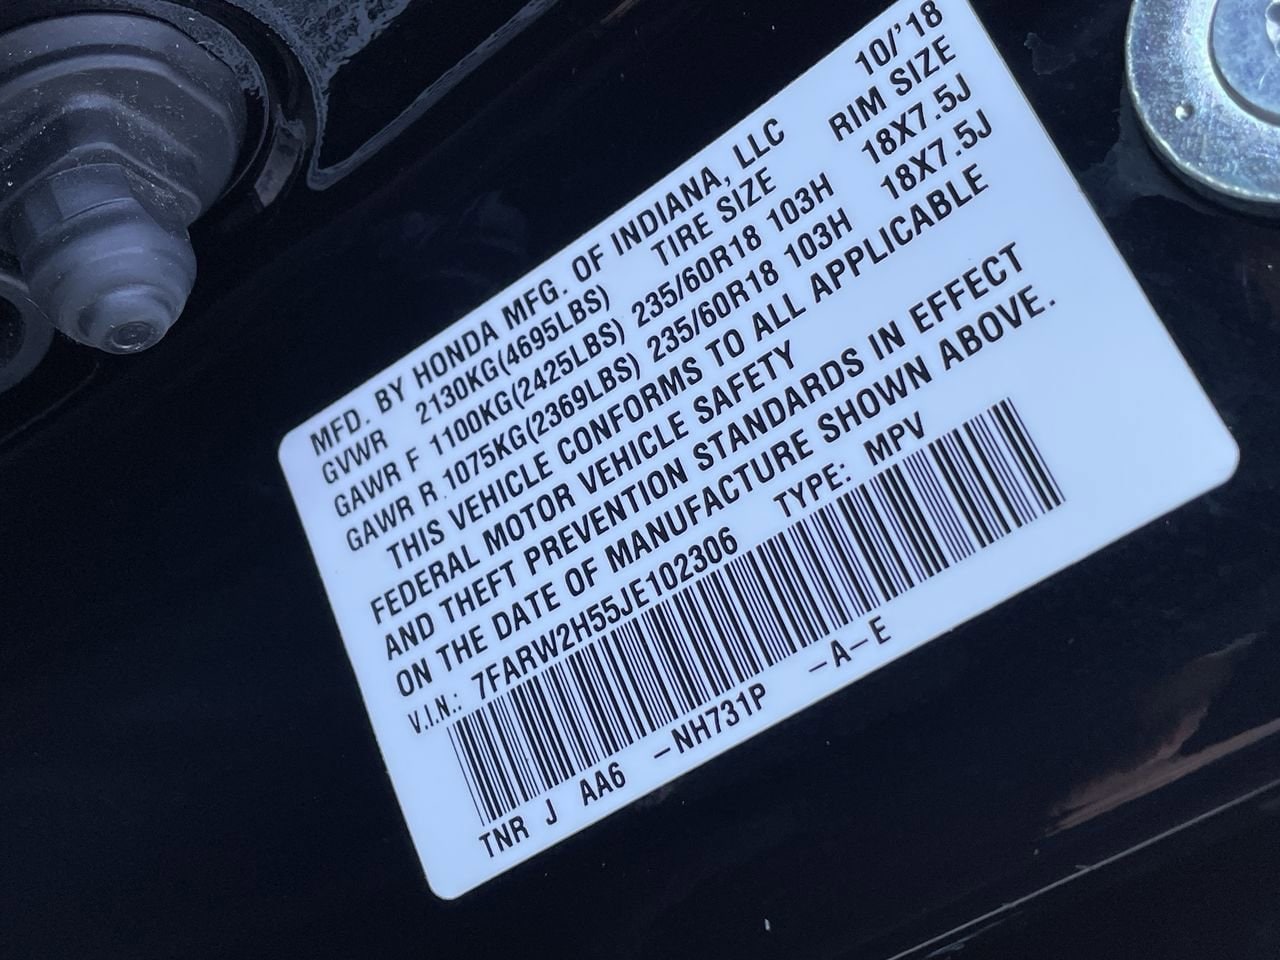 MFD. BY HONDA MFG. OF INDIANA, LLC 10/'18
GVWR 2130KG(4695LBS) TIRE SIZE RIM SIZE
GAWR F 1100KG(2425LBS) 235/60R18 103H 18X7.5J
GAWR R 1075KG(2369LBS) 235/60R18 103H 18X7.5J
THIS VEHICLE CONFORMS TO ALL APPLICABLE
FEDERAL MOTOR VEHICLE SAFETY
AND THEFT PREVENTION STANDARDS IN EFFECT
ON THE DATE OF MANUFACTURE SHOWN ABOVE.
V.I.N.: 7FARW2H55JE102306 TYPE: MPV
TNR J AA6 -NH731P -A-E